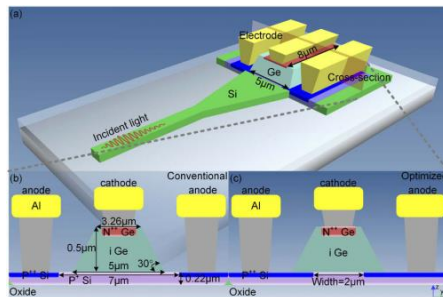 (a)
Electrode
8μm
Ge
Cross-section
5μm
Si
Incident light
(b)
anode
cathode
Conventional
anode
Al
3.26μm
N⁺⁺ Ge
0.5μm
i Ge
30°
5μm
P⁺⁺ Si
P⁺ Si
7μm
0.22μm
Oxide
(c)
anode
cathode
Optimized
anode
Al
N⁺⁺ Ge
i Ge
P⁺⁺ Si
Width=2μm
Oxide